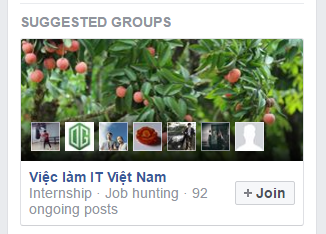 SUGGESTED GROUPS
Việc làm IT Việt Nam
Internship · Job hunting · 92
ongoing posts
+ Join